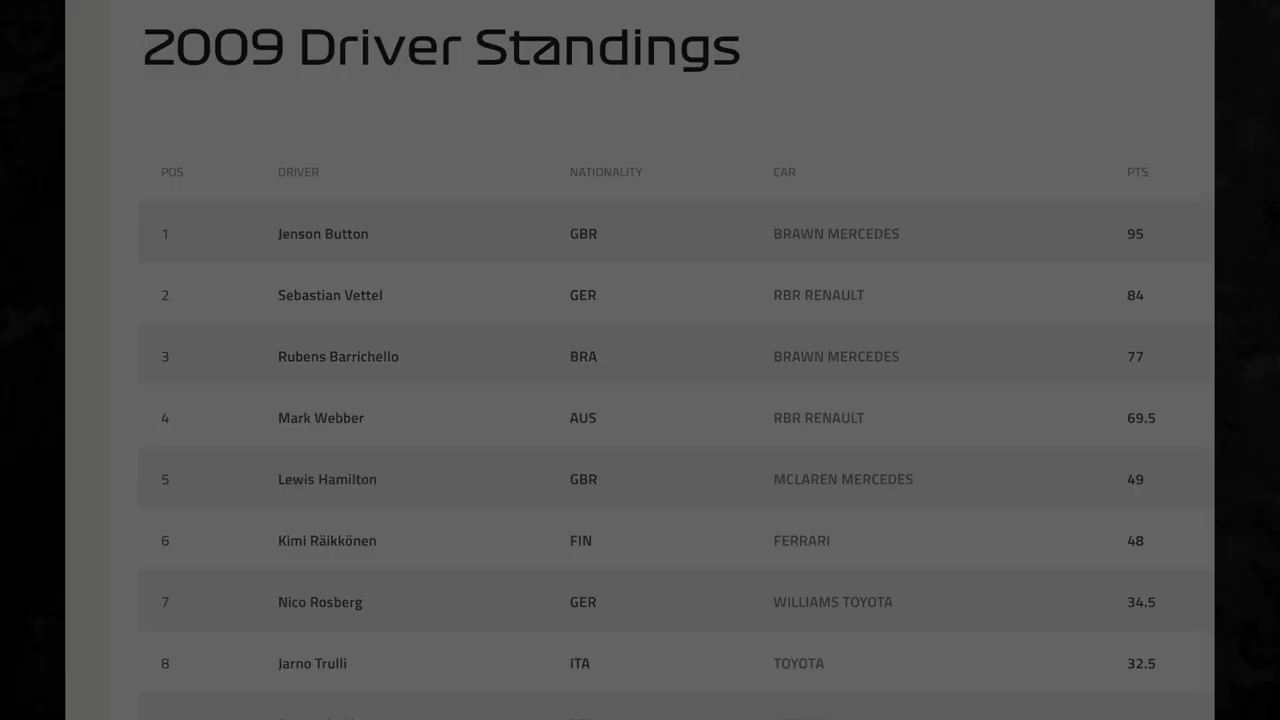 2009 Driver Standings
POS DRIVER NATIONALITY CAR PTS
1 Jenson Button GBR BRAWN MERCEDES 95
2 Sebastian Vettel GER RBR RENAULT 84
3 Rubens Barrichello BRA BRAWN MERCEDES 77
4 Mark Webber AUS RBR RENAULT 69.5
5 Lewis Hamilton GBR MCLAREN MERCEDES 49
6 Kimi Räikkönen FIN FERRARI 48
7 Nico Rosberg GER WILLIAMS TOYOTA 34.5
8 Jarno Trulli ITA TOYOTA 32.5